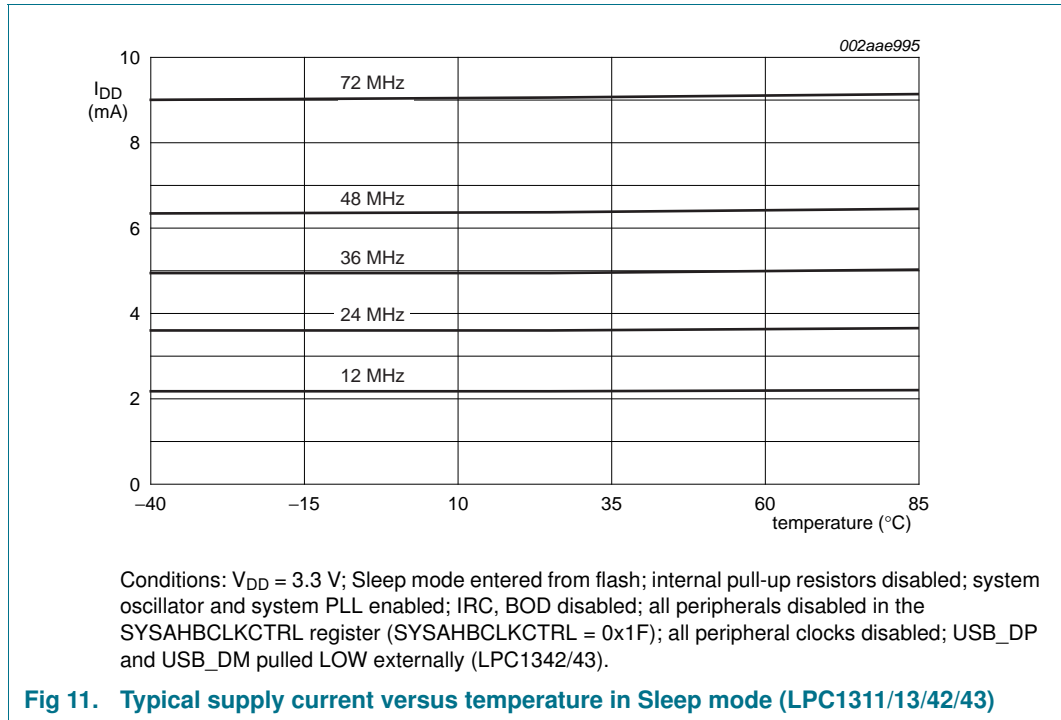 002aae995
10
I_DD
(mA)
72 MHz
8
48 MHz
6
36 MHz
4
24 MHz
12 MHz
2
0
−40
−15
10
35
60
85
temperature (°C)
Conditions: V_DD = 3.3 V; Sleep mode entered from flash; internal pull-up resistors disabled; system
oscillator and system PLL enabled; IRC, BOD disabled; all peripherals disabled in the
SYSAHBCLKCTRL register (SYSAHBCLKCTRL = 0x1F); all peripheral clocks disabled; USB_DP
and USB_DM pulled LOW externally (LPC1342/43).
Fig 11. Typical supply current versus temperature in Sleep mode (LPC1311/13/42/43)